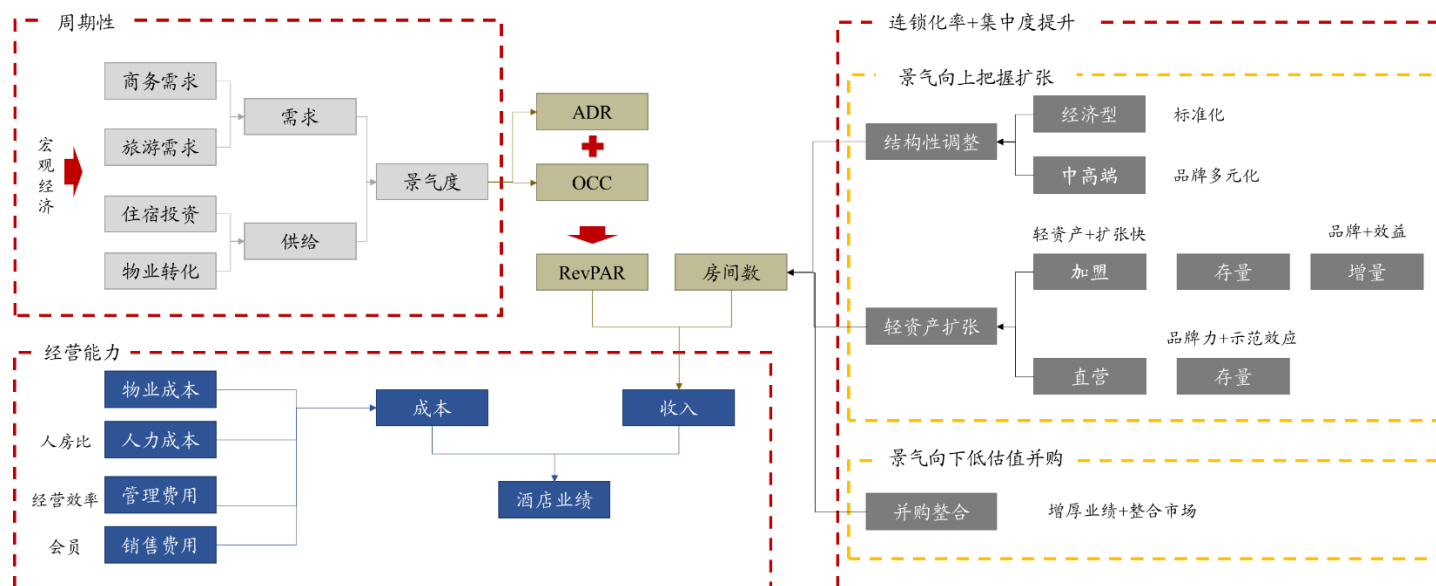 周期性
商务需求
旅游需求
住宿投资
物业转化
宏观经济
需求
供给
景气度
ADR
OCC
RevPAR
房间数
连锁化率+集中度提升
景气向上把握扩张
结构性调整
经济型
标准化
中高端
品牌多元化
轻资产+扩张快
品牌+效益
加盟
存量
增量
轻资产扩张
品牌力+示范效应
直营
存量
景气向下低估值并购
并购整合
增厚业绩+整合市场
经营能力
物业成本
人房比
人力成本
经营效率
管理费用
会员
销售费用
成本
收入
酒店业绩